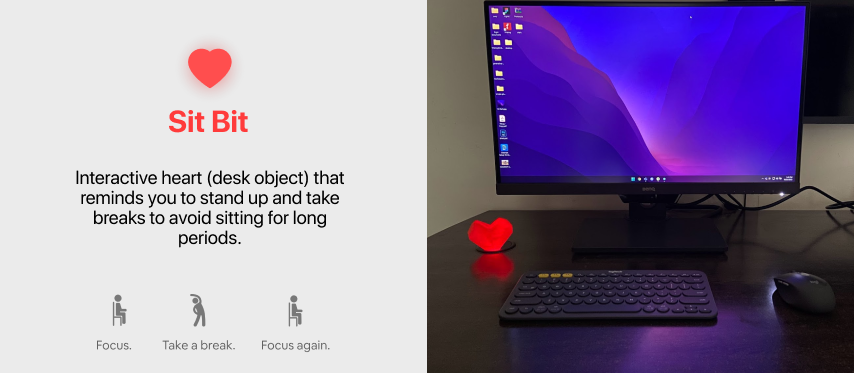 Sit Bit
Interactive heart (desk object) that
reminds you to stand up and take
breaks to avoid sitting for long
periods.
Focus.
Take a break.
Focus again.
BENQ